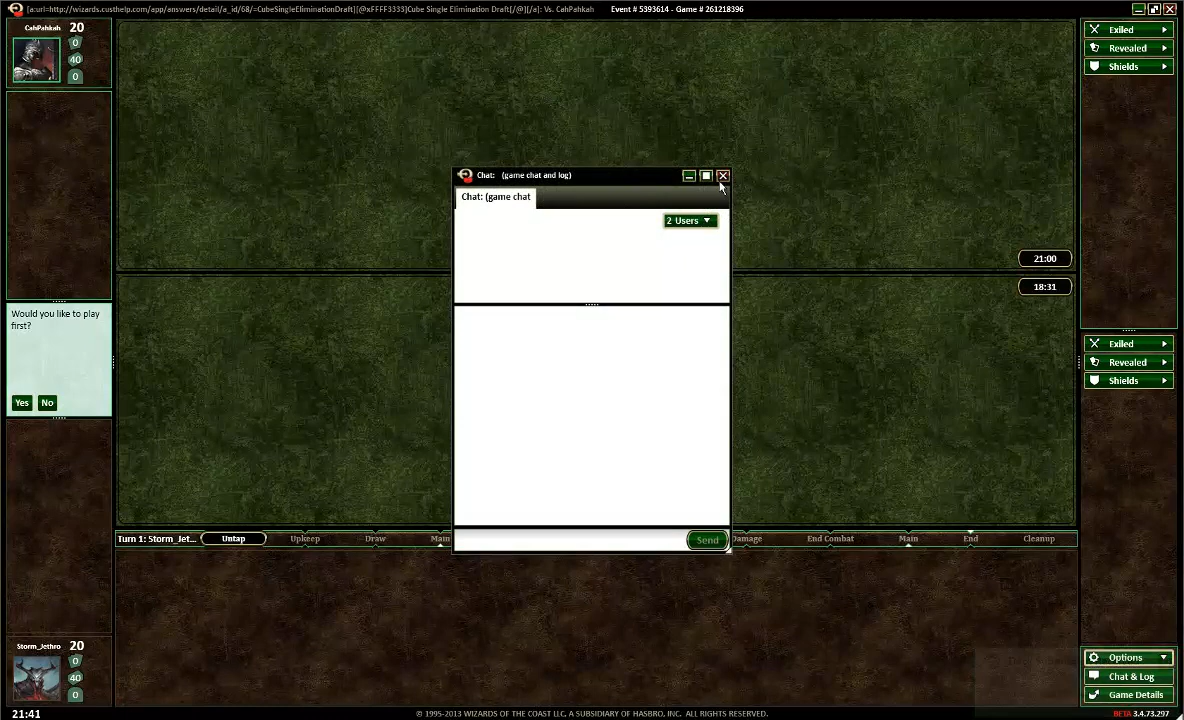 [a:url=http://wizards.custhelp.com/app/answers/detail/a_id/68/=CubeSingleEliminationDraft][@xFFFF3333]Cube Single Elimination Draft[/@][/a]: Vs. CahPahkah
Event # 5393614 - Game # 261218396
CahPahkah 20
0
40
0
Exiled
Revealed
Shields
Chat: (game chat and log)
Chat: (game chat
2 Users
21:00
18:31
Would you like to play
first?
Yes No
Exiled
Revealed
Shields
Send
Turn 1: Storm_Jet... Untap Upkeep Draw Main Damage End Combat Main End Cleanup
Storm_Jethro 20
0
40
0
Options
Chat & Log
Game Details
21:41
© 1995-2013 WIZARDS OF THE COAST LLC, A SUBSIDIARY OF HASBRO, INC. ALL RIGHTS RESERVED.
BETA 3.4.73.297